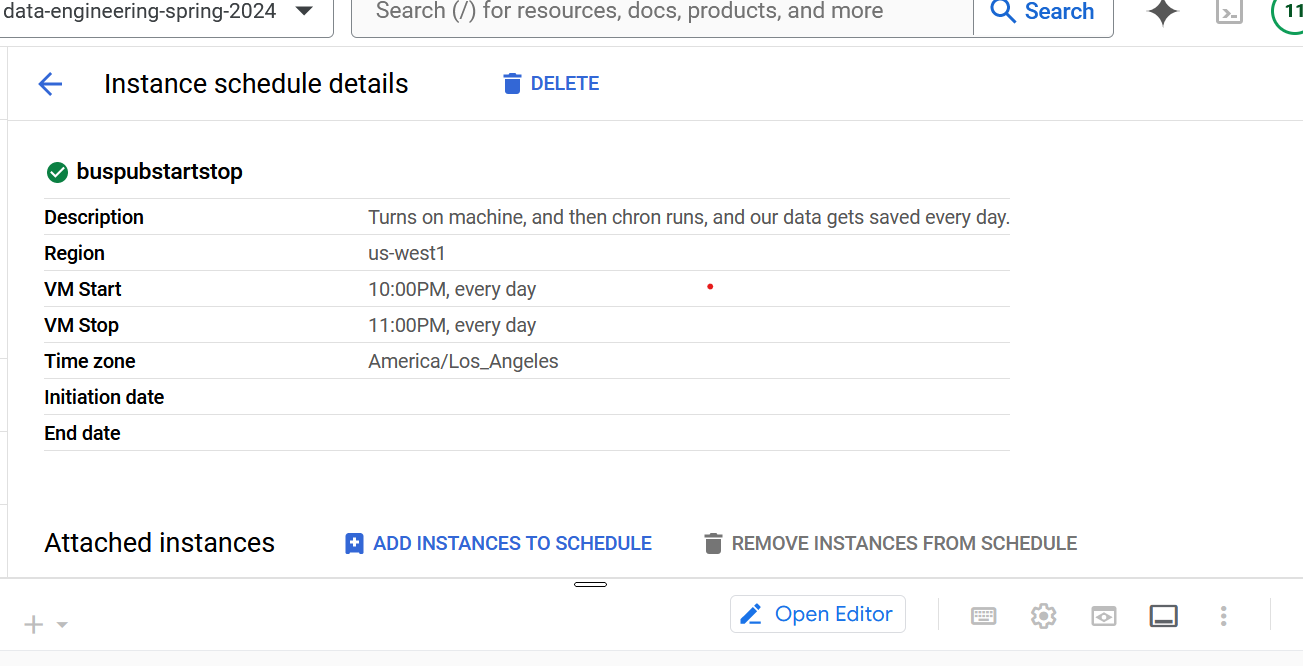 data-engineering-spring-2024
Search (/) for resources, docs, products, and more
Search
11
Instance schedule details
DELETE
buspubstartstop
Description Turns on machine, and then chron runs, and our data gets saved every day.
Region us-west1
VM Start 10:00PM, every day
VM Stop 11:00PM, every day
Time zone America/Los_Angeles
Initiation date
End date
Attached instances
ADD INSTANCES TO SCHEDULE
REMOVE INSTANCES FROM SCHEDULE
Open Editor